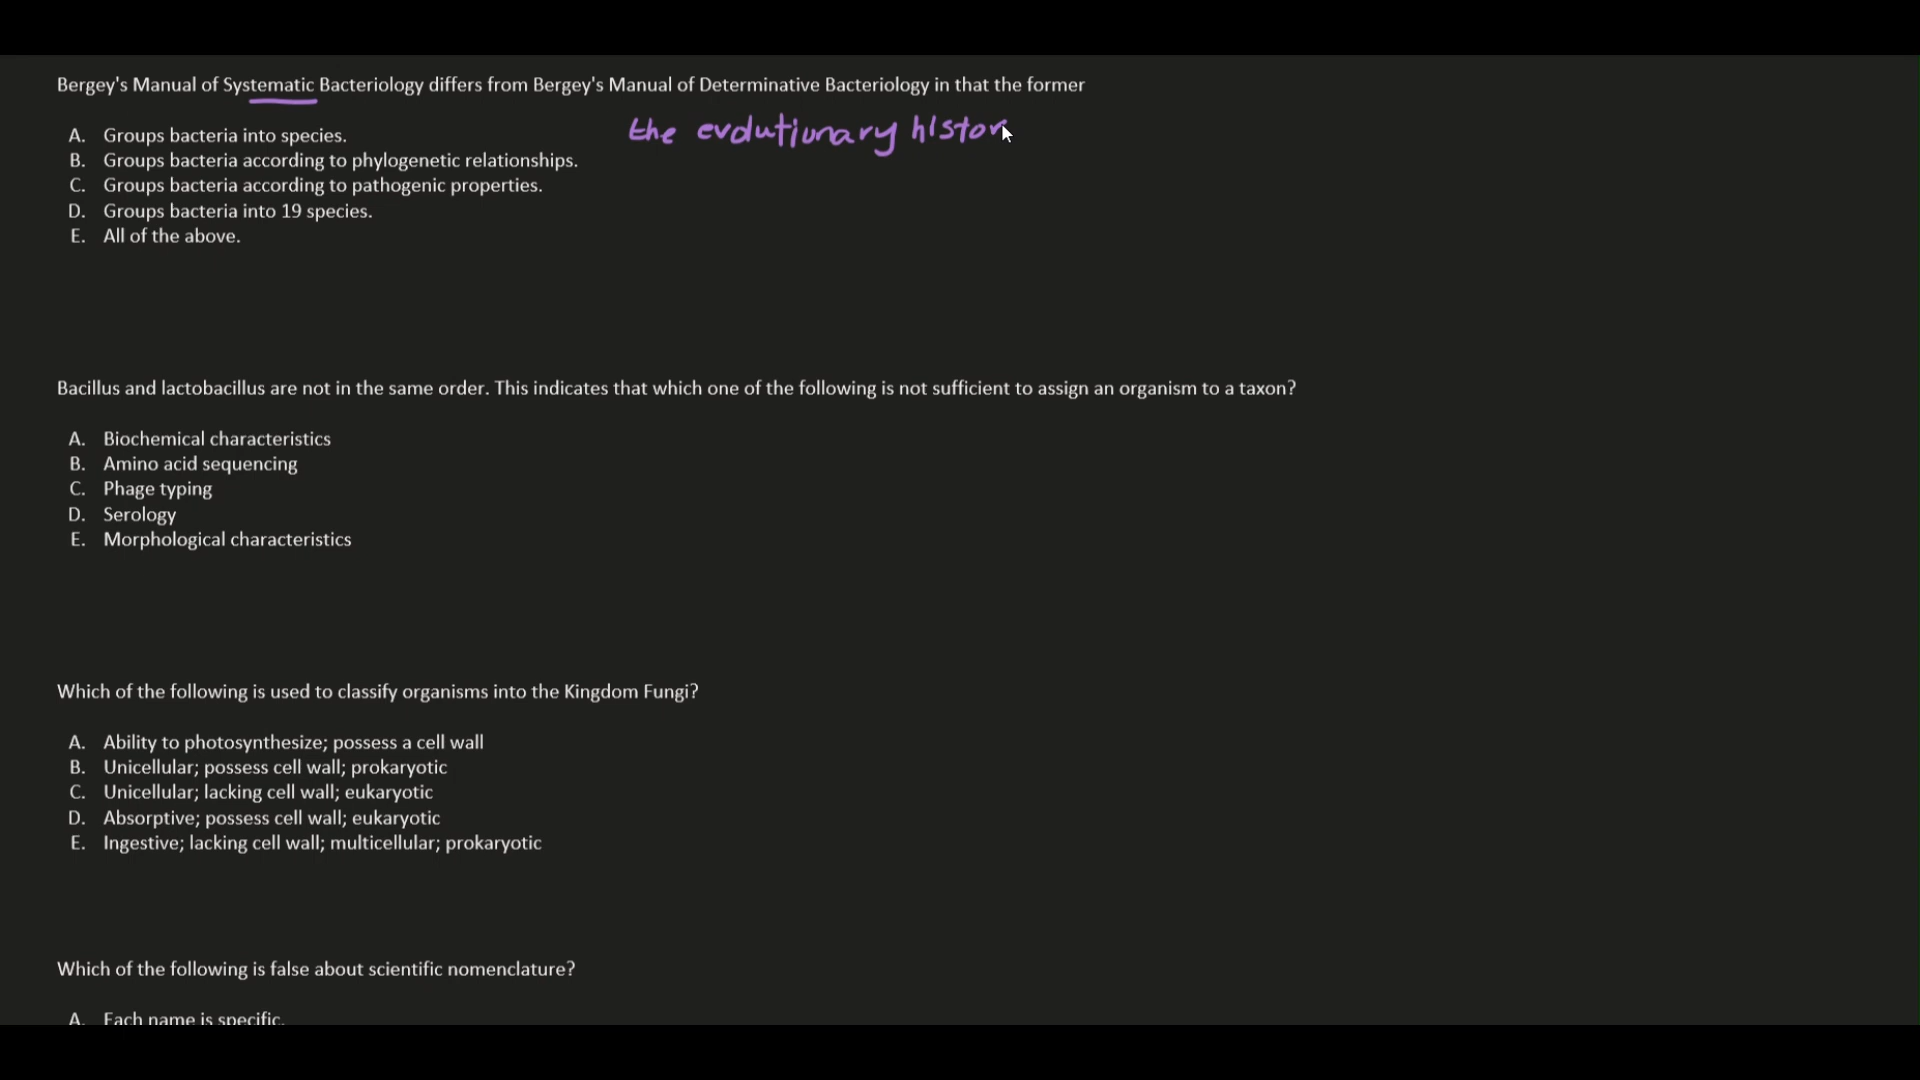 Bergey's Manual of Systematic Bacteriology differs from Bergey's Manual of Determinative Bacteriology in that the former
A. Groups bacteria into species.
the evolutionary histor
B. Groups bacteria according to phylogenetic relationships.
C. Groups bacteria according to pathogenic properties.
D. Groups bacteria into 19 species.
E. All of the above.
Bacillus and lactobacillus are not in the same order. This indicates that which one of the following is not sufficient to assign an organism to a taxon?
A. Biochemical characteristics
B. Amino acid sequencing
C. Phage typing
D. Serology
E. Morphological characteristics
Which of the following is used to classify organisms into the Kingdom Fungi?
A. Ability to photosynthesize; possess a cell wall
B. Unicellular; possess cell wall; prokaryotic
C. Unicellular; lacking cell wall; eukaryotic
D. Absorptive; possess cell wall; eukaryotic
E. Ingestive; lacking cell wall; multicellular; prokaryotic
Which of the following is false about scientific nomenclature?
A. Each name is specific.